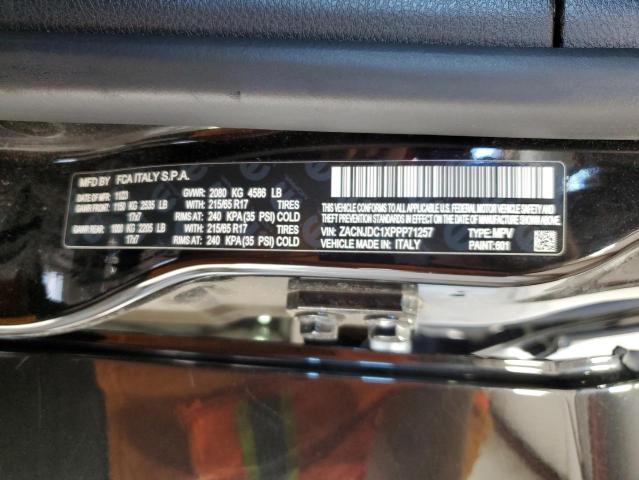 MFD BY FCA ITALY S.P.A.
DATE OF MFR: 11/23 GVWR: 2080 KG 4586 LB
GAWR FRONT: 1150 KG 2535 LB WITH: 215/65 R17 TIRES
17x7 RIMS AT: 240 KPA (35 PSI) COLD
GAWR REAR: 1000 KG 2205 LB WITH: 215/65 R17 TIRES
17x7 RIMS AT: 240 KPA (35 PSI) COLD
THIS VEHICLE CONFORMS TO ALL APPLICABLE U.S. FEDERAL MOTOR VEHICLE SAFETY AND
THEFT PREVENTION STANDARDS IN EFFECT ON THE DATE OF MANUFACTURE SHOWN ABOVE.
VIN: ZACNJDC1XPPP71257 TYPE: MPV
VEHICLE MADE IN: ITALY PAINT: 601